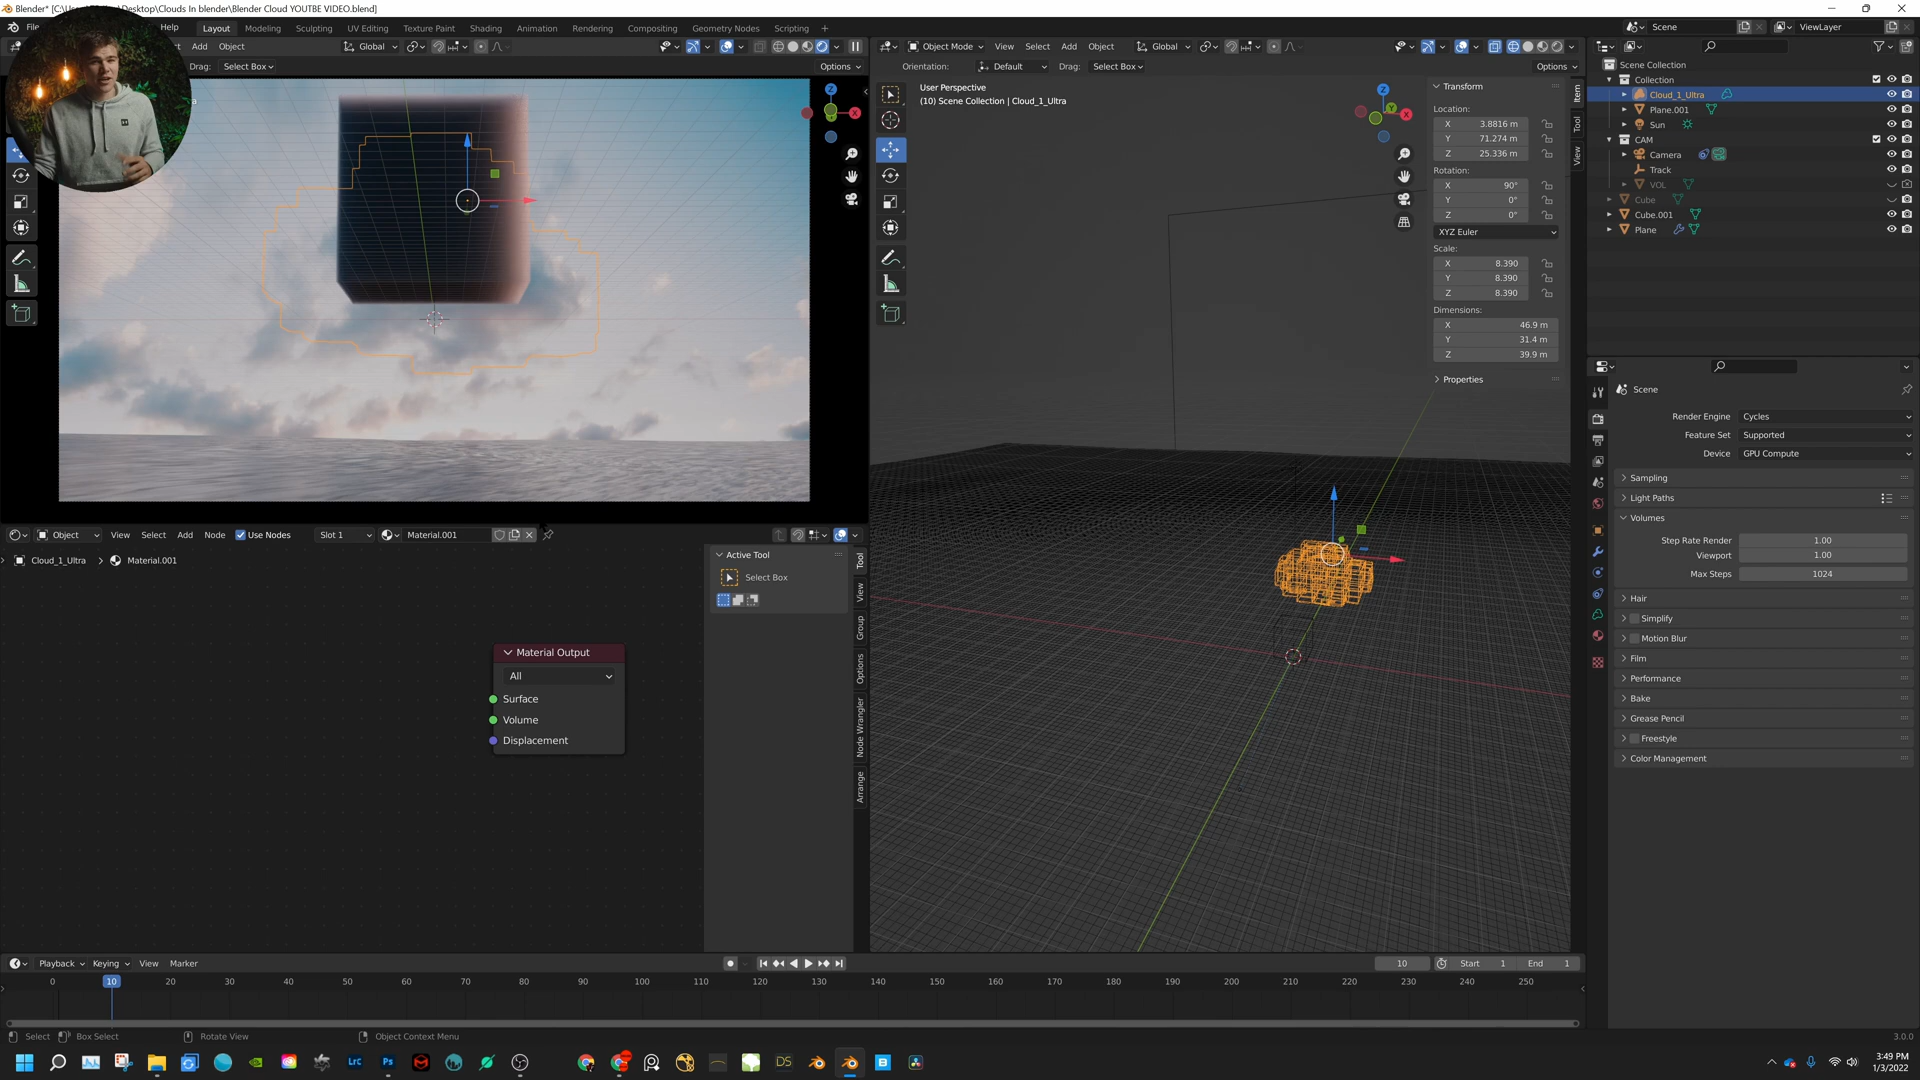 Blender* [C:\Users\
Desktop\Clouds In blender\Blender Cloud YOUTBE VIDEO.blend]
Help
Layout
Modeling
Sculpting
UV Editing
Texture Paint
Shading
Animation
Rendering
Compositing
Geometry Nodes
Scripting
+
Scene
ViewLayer
Add
Object
Global
Drag:
Select Box
Options
Object Mode
View
Select
Add
Object
Global
Orientation:
Default
Drag:
Select Box
Options
User Perspective
(10) Scene Collection | Cloud_1_Ultra
Transform
Location:
X 3.8816 m
Y 71.274 m
Z 25.336 m
Rotation:
X 90°
Y 0°
Z 0°
XYZ Euler
Scale:
X 8.390
Y 8.390
Z 8.390
Dimensions:
X 46.9 m
Y 31.4 m
Z 39.9 m
Properties
Item
Tool
View
Scene Collection
Collection
Cloud_1_Ultra
Plane.001
Sun
CAM
Camera
Track
VOL
Cube
Cube.001
Plane
Scene
Render Engine Cycles
Feature Set Supported
Device GPU Compute
Sampling
Light Paths
Volumes
Step Rate Render 1.00
Viewport 1.00
Max Steps 1024
Hair
Simplify
Motion Blur
Film
Performance
Bake
Grease Pencil
Freestyle
Color Management
Object
View
Select
Add
Node
Use Nodes
Slot 1
Material.001
Cloud_1_Ultra > Material.001
Active Tool
Select Box
Tool
View
Group
Options
Node Wrangler
Arrange
Material Output
All
Surface
Volume
Displacement
Playback
Keying
View
Marker
10
Start 1
End 1
0 10 20 30 40 50 60 70 80 90 100 110 120 130 140 150 160 170 180 190 200 210 220 230 240 250
Select
Box Select
Rotate View
Object Context Menu
3.0.0
LrC
Ps
DS
3:49 PM
1/3/2022